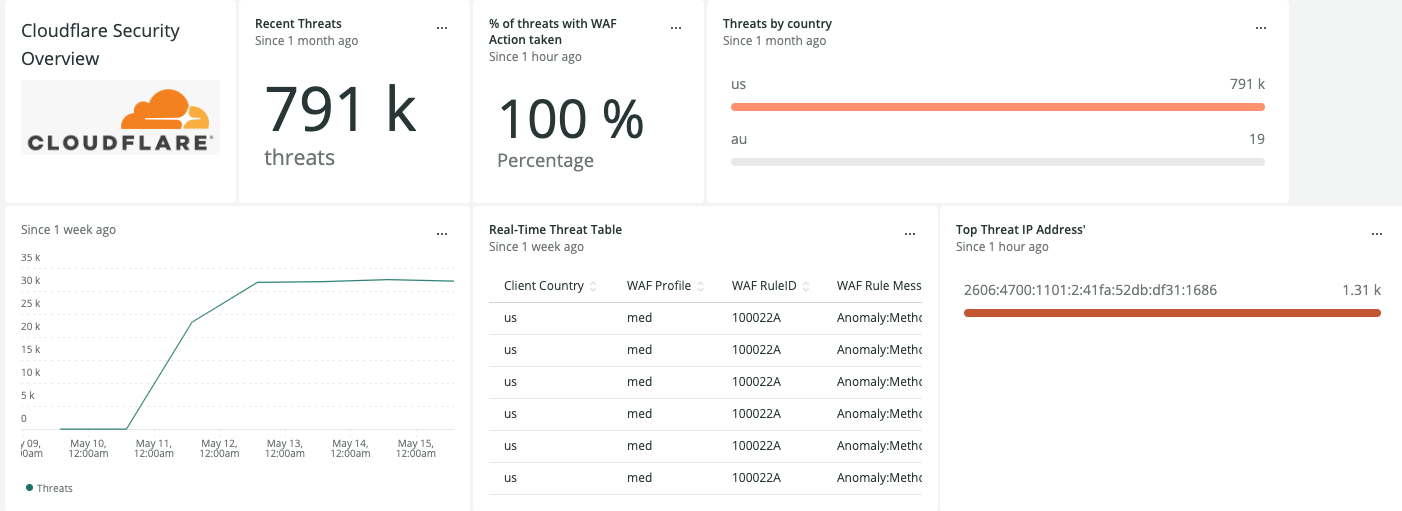 Cloudflare Security
Overview
CLOUDFLARE®
Recent Threats
Since 1 month ago
...
791 k
threats
% of threats with WAF
Action taken
Since 1 hour ago
...
100 %
Percentage
Threats by country
Since 1 month ago
...
us 791 k
au 19
Since 1 week ago
...
35 k
30 k
25 k
20 k
15 k
10 k
5 k
0
y 09, May 10, May 11, May 12, May 13, May 14, May 15,
00am 12:00am 12:00am 12:00am 12:00am 12:00am 12:00am
Threats
Real-Time Threat Table
Since 1 week ago
...
Client Country WAF Profile WAF RuleID WAF Rule Mess
us med 100022A Anomaly:Metho
us med 100022A Anomaly:Metho
us med 100022A Anomaly:Metho
us med 100022A Anomaly:Metho
us med 100022A Anomaly:Metho
us med 100022A Anomaly:Metho
Top Threat IP Address'
Since 1 hour ago
...
2606:4700:1101:2:41fa:52db:df31:1686 1.31 k